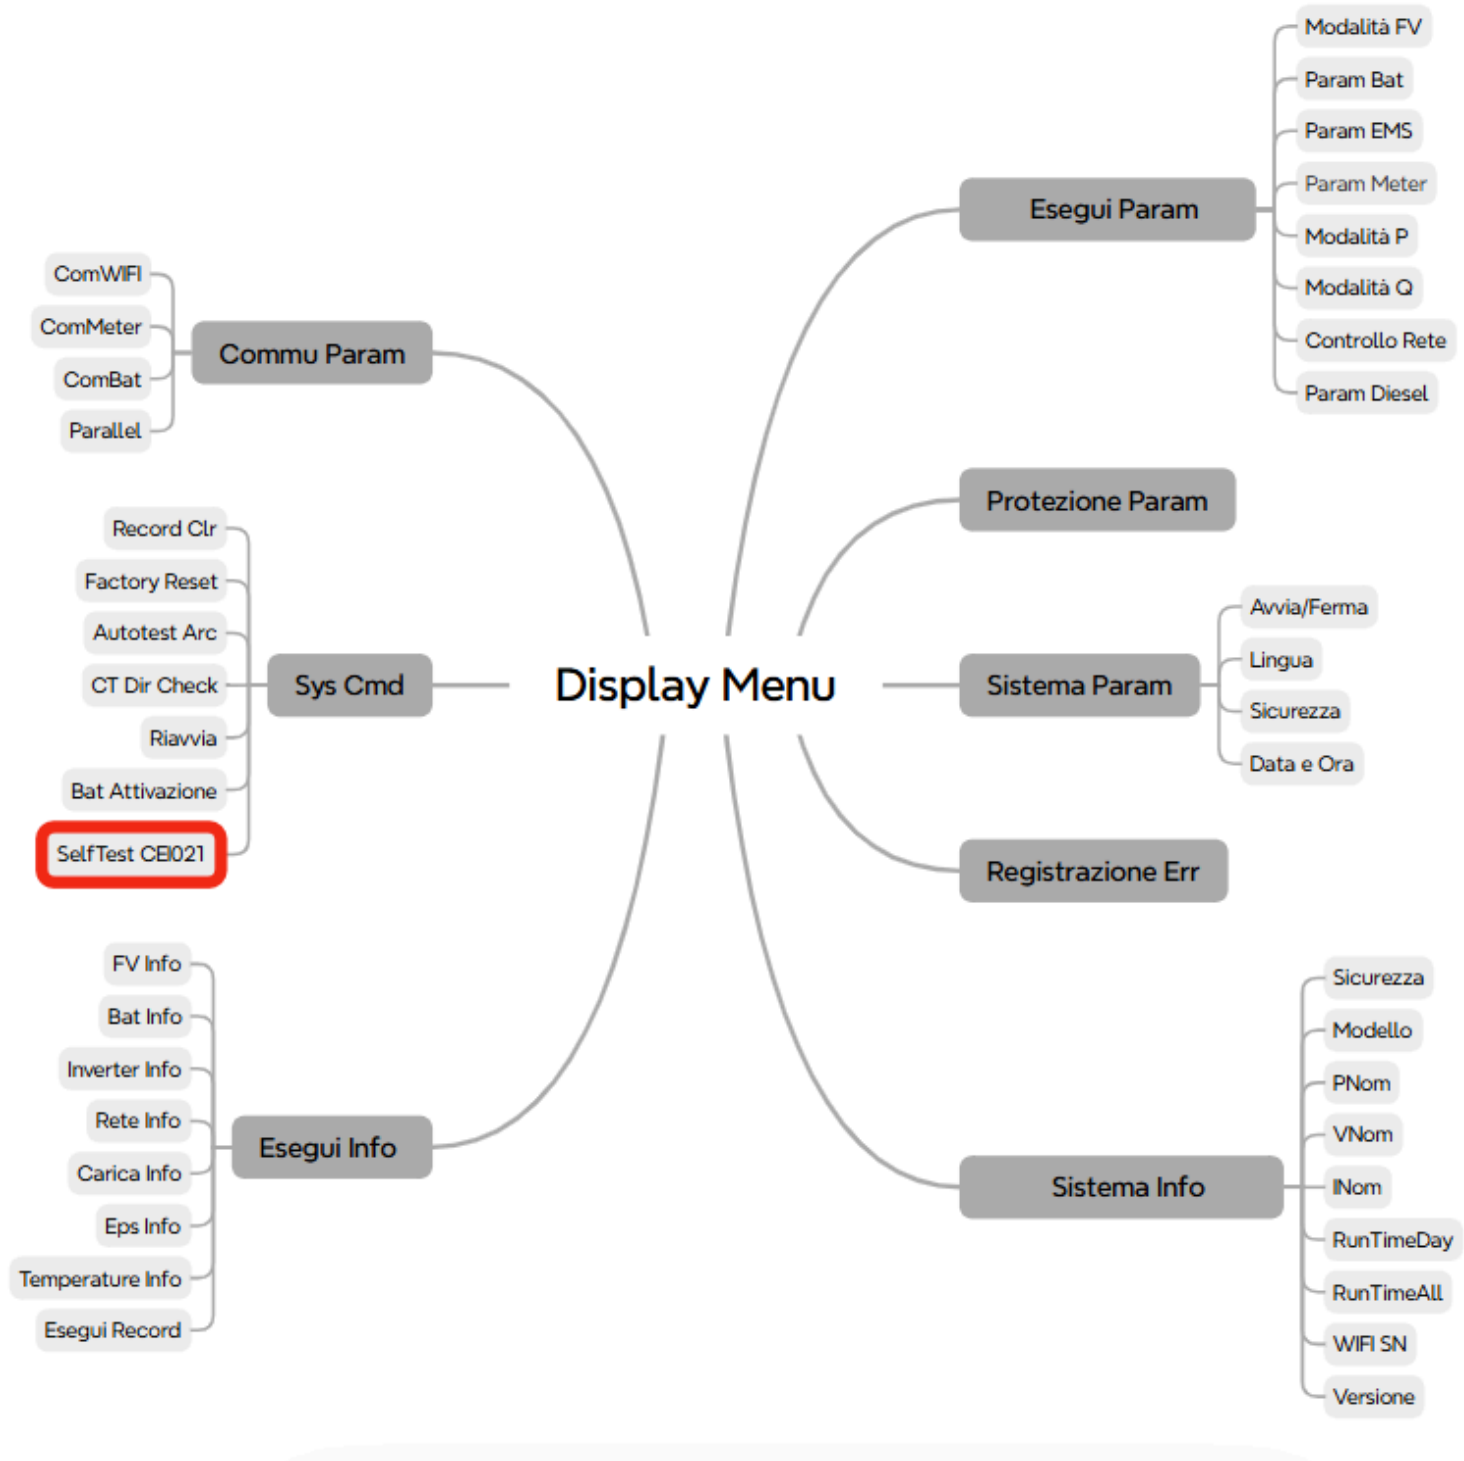 Display Menu
Commu Param
ComWIFI
ComMeter
ComBat
Parallel
Sys Cmd
Record Clr
Factory Reset
Autotest Arc
CT Dir Check
Riavvia
Bat Attivazione
SelfTest CEI021
Esegui Info
FV Info
Bat Info
Inverter Info
Rete Info
Carica Info
Eps Info
Temperature Info
Esegui Record
Esegui Param
Modalità FV
Param Bat
Param EMS
Param Meter
Modalità P
Modalità Q
Controllo Rete
Param Diesel
Protezione Param
Sistema Param
Avvia/Ferma
Lingua
Sicurezza
Data e Ora
Registrazione Err
Sistema Info
Sicurezza
Modello
PNom
VNom
INom
RunTimeDay
RunTimeAll
WIFI SN
Versione